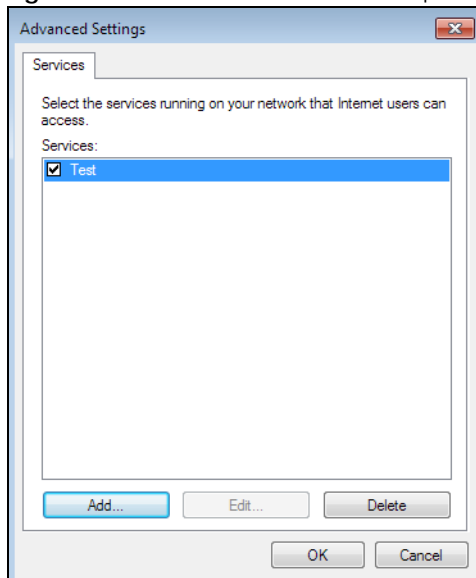 Advanced Settings
Services
Select the services running on your network that Internet users can
access.
Services:
Test
Add...
Edit...
Delete
OK
Cancel